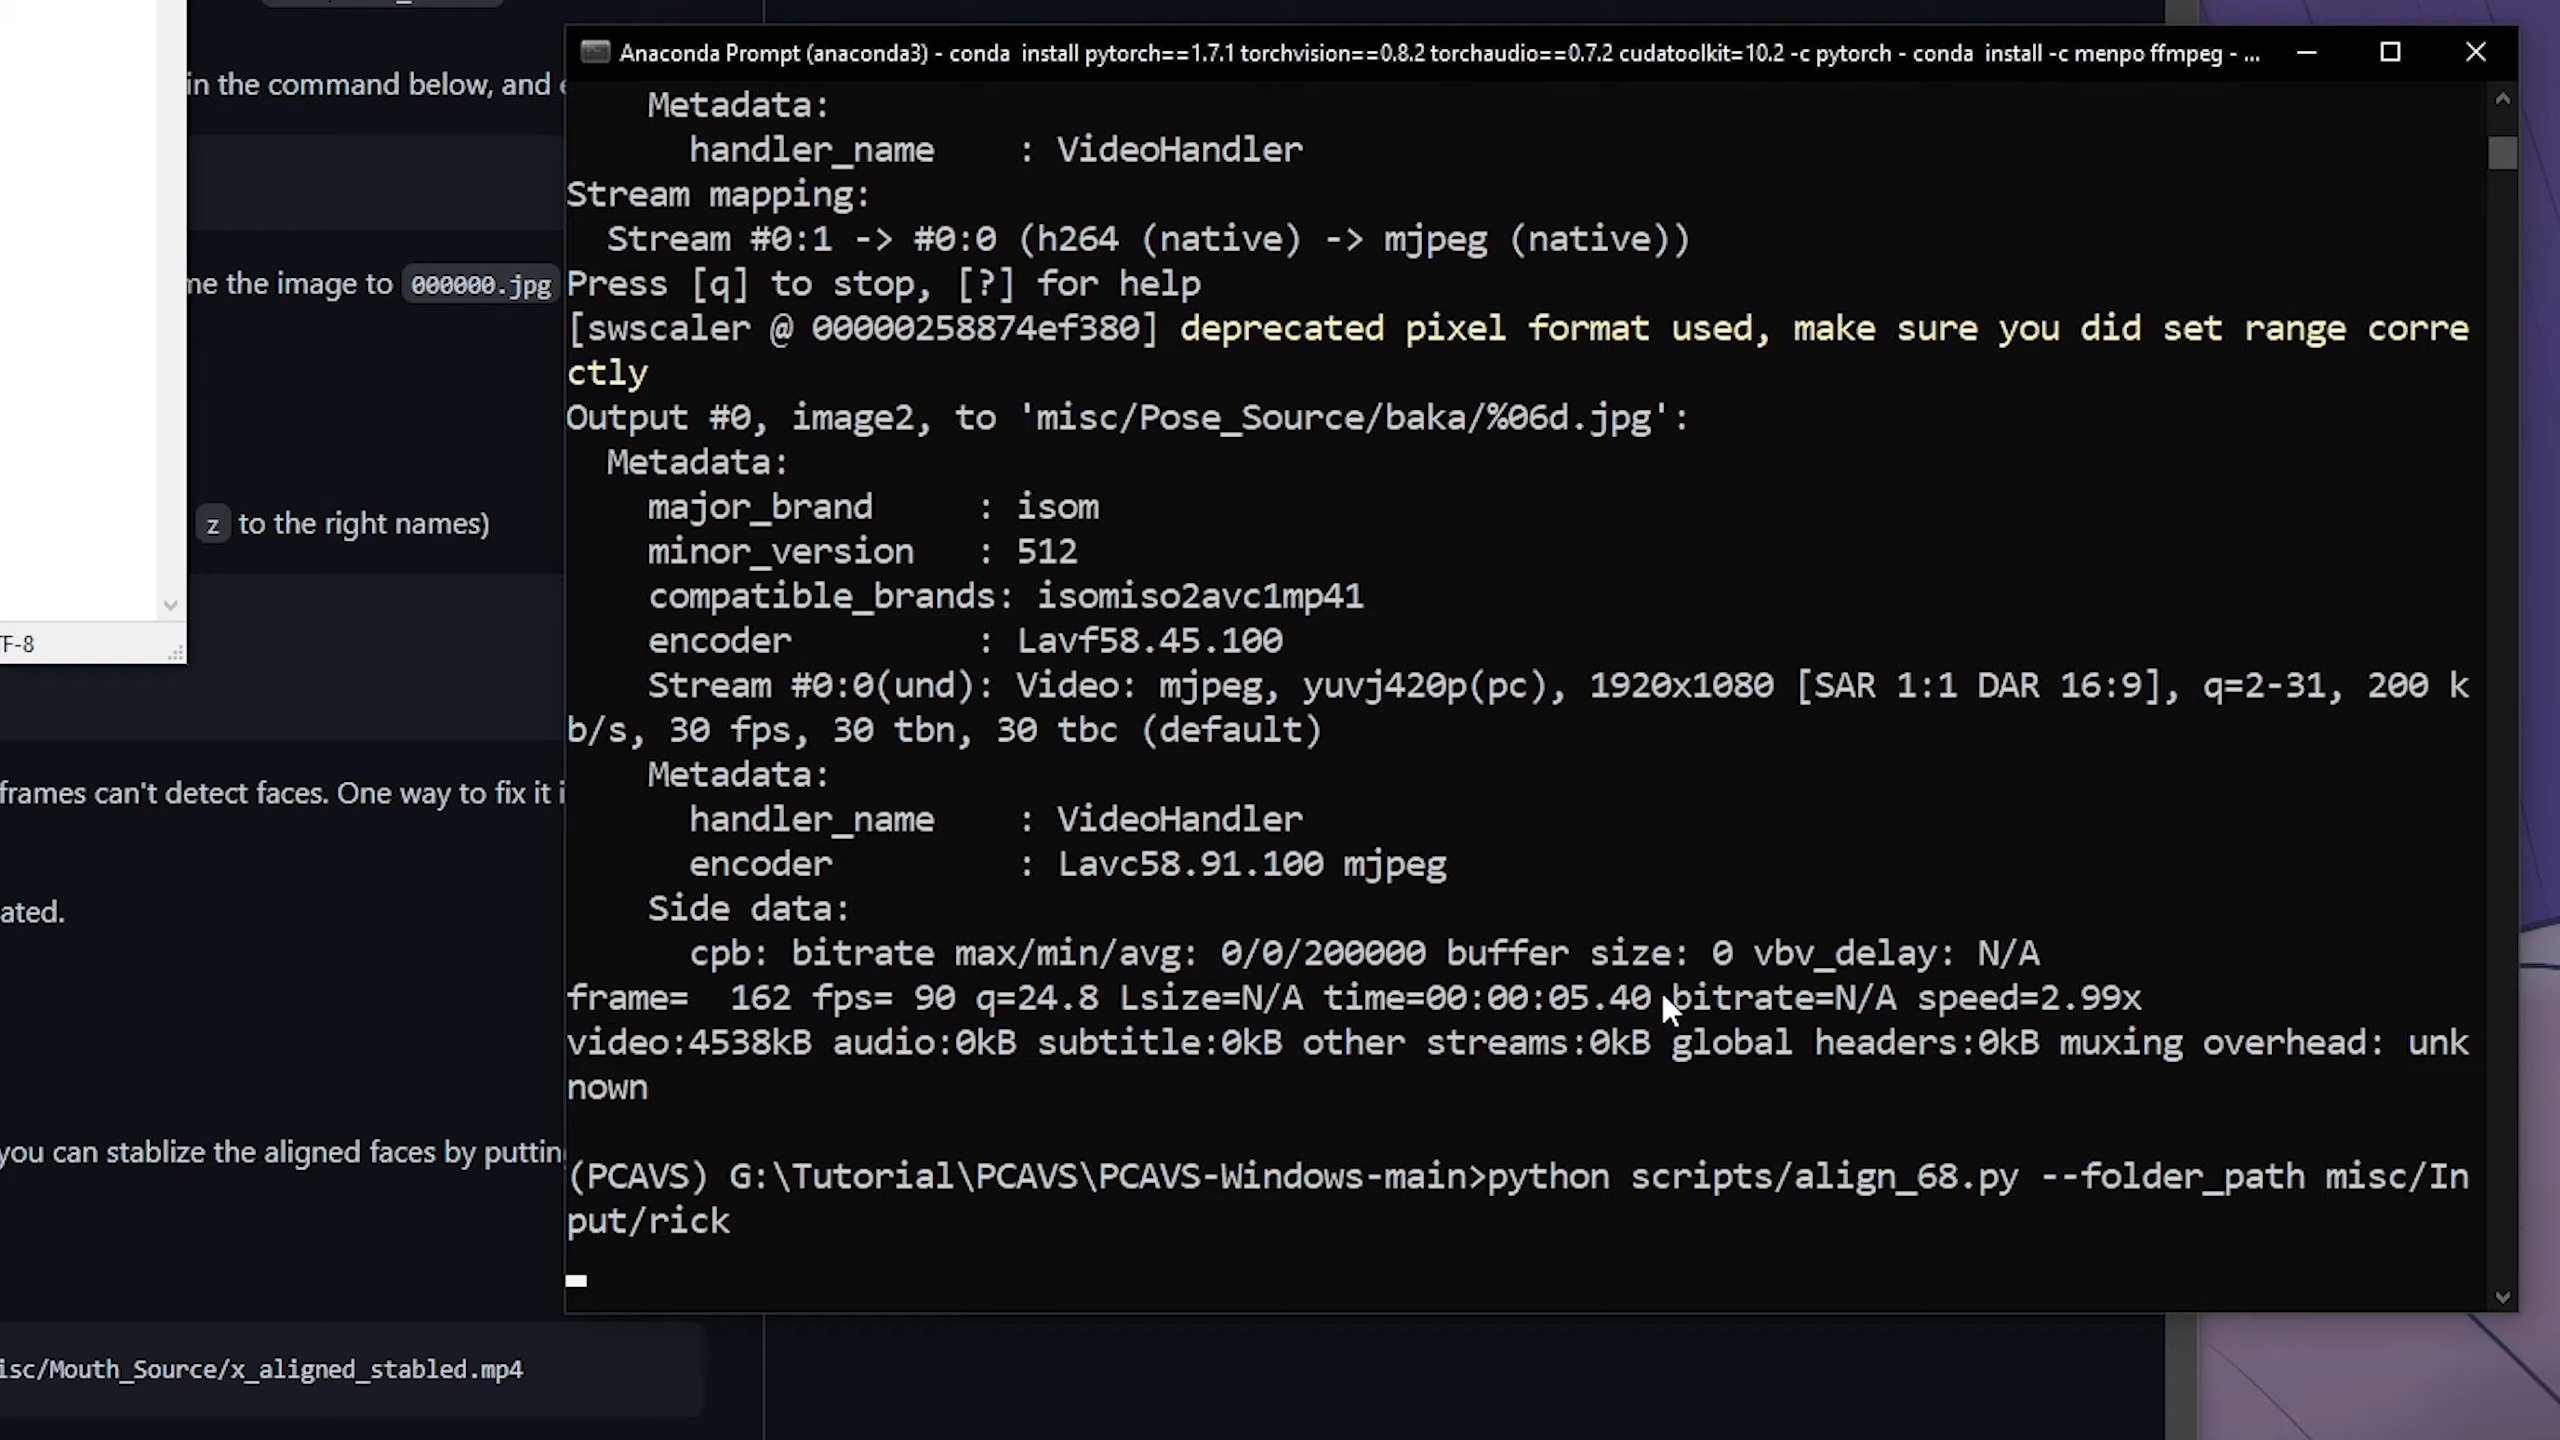 Anaconda Prompt (anaconda3) - conda  install pytorch==1.7.1 torchvision==0.8.2 torchaudio==0.7.2 cudatoolkit=10.2 -c pytorch - conda  install -c menpo ffmpeg - ...
in the command below, and
me the image to 000000.jpg
z to the right names)
TF-8
frames can't detect faces. One way to fix it i
ated.
you can stablize the aligned faces by putting
isc/Mouth_Source/x_aligned_stabled.mp4
Metadata:
handler_name    : VideoHandler
Stream mapping:
Stream #0:1 -> #0:0 (h264 (native) -> mjpeg (native))
Press [q] to stop, [?] for help
[swscaler @ 00000258874ef380] deprecated pixel format used, make sure you did set range corre
ctly
Output #0, image2, to 'misc/Pose_Source/baka/%06d.jpg':
Metadata:
major_brand     : isom
minor_version   : 512
compatible_brands: isomiso2avc1mp41
encoder         : Lavf58.45.100
Stream #0:0(und): Video: mjpeg, yuvj420p(pc), 1920x1080 [SAR 1:1 DAR 16:9], q=2-31, 200 k
b/s, 30 fps, 30 tbn, 30 tbc (default)
Metadata:
handler_name    : VideoHandler
encoder         : Lavc58.91.100 mjpeg
Side data:
cpb: bitrate max/min/avg: 0/0/200000 buffer size: 0 vbv_delay: N/A
frame=  162 fps= 90 q=24.8 Lsize=N/A time=00:00:05.40 bitrate=N/A speed=2.99x
video:4538kB audio:0kB subtitle:0kB other streams:0kB global headers:0kB muxing overhead: unk
nown
(PCAVS) G:\Tutorial\PCAVS\PCAVS-Windows-main>python scripts/align_68.py --folder_path misc/In
put/rick